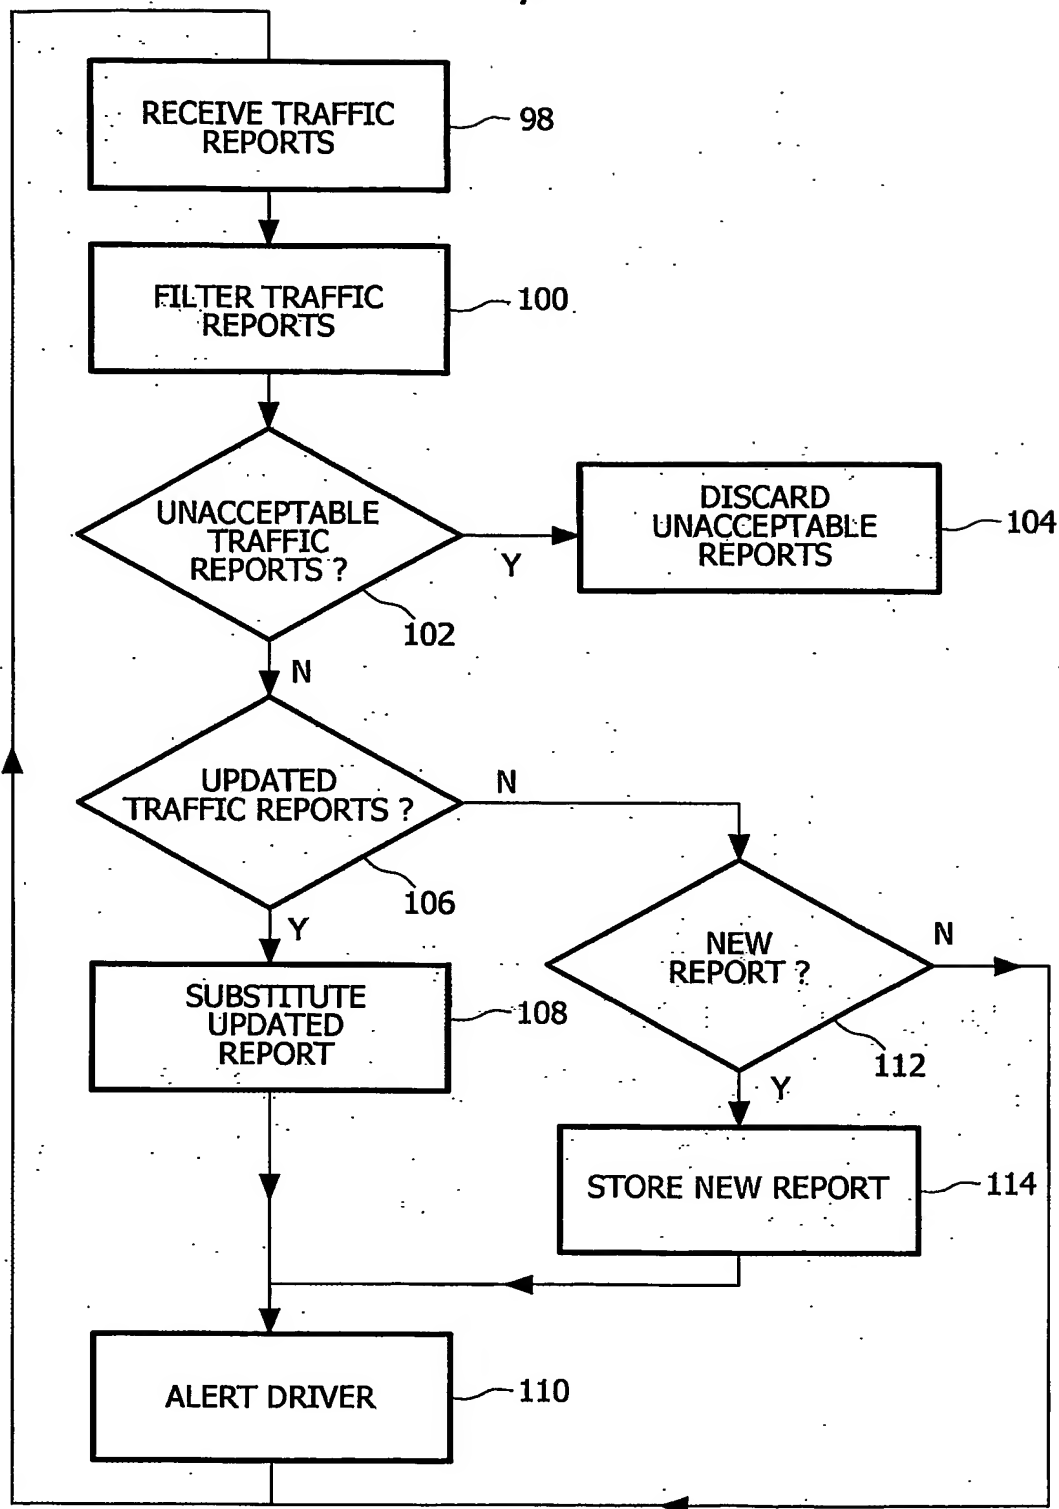 RECEIVE TRAFFIC
REPORTS
98
FILTER TRAFFIC
REPORTS
100
UNACCEPTABLE
TRAFFIC
REPORTS ?
102
Y
DISCARD
UNACCEPTABLE
REPORTS
104
N
UPDATED
TRAFFIC REPORTS ?
106
N
Y
NEW
REPORT ?
112
N
SUBSTITUTE
UPDATED
REPORT
108
Y
STORE NEW REPORT
114
ALERT DRIVER
110